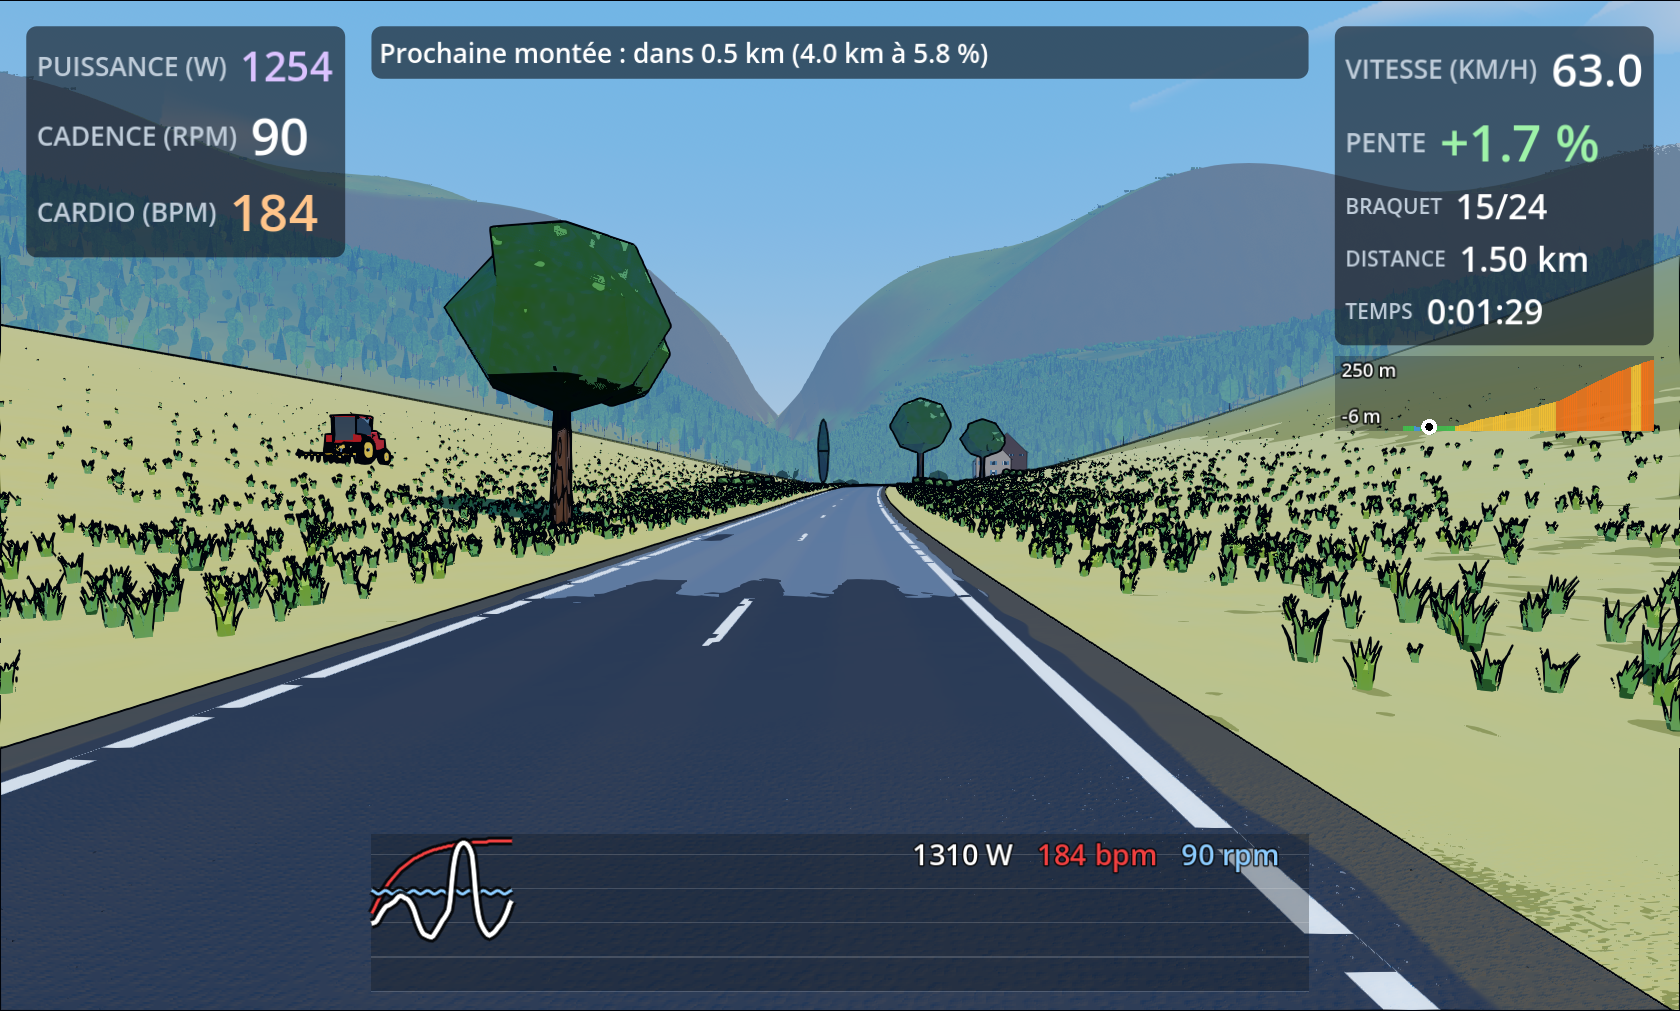 PUISSANCE (W) 1254
CADENCE (RPM) 90
CARDIO (BPM) 184
Prochaine montée : dans 0.5 km (4.0 km à 5.8 %)
VITESSE (KM/H) 63.0
PENTE +1.7 %
BRAQUET 15/24
DISTANCE 1.50 km
TEMPS 0:01:29
250 m
-6 m
1310 W 184 bpm 90 rpm